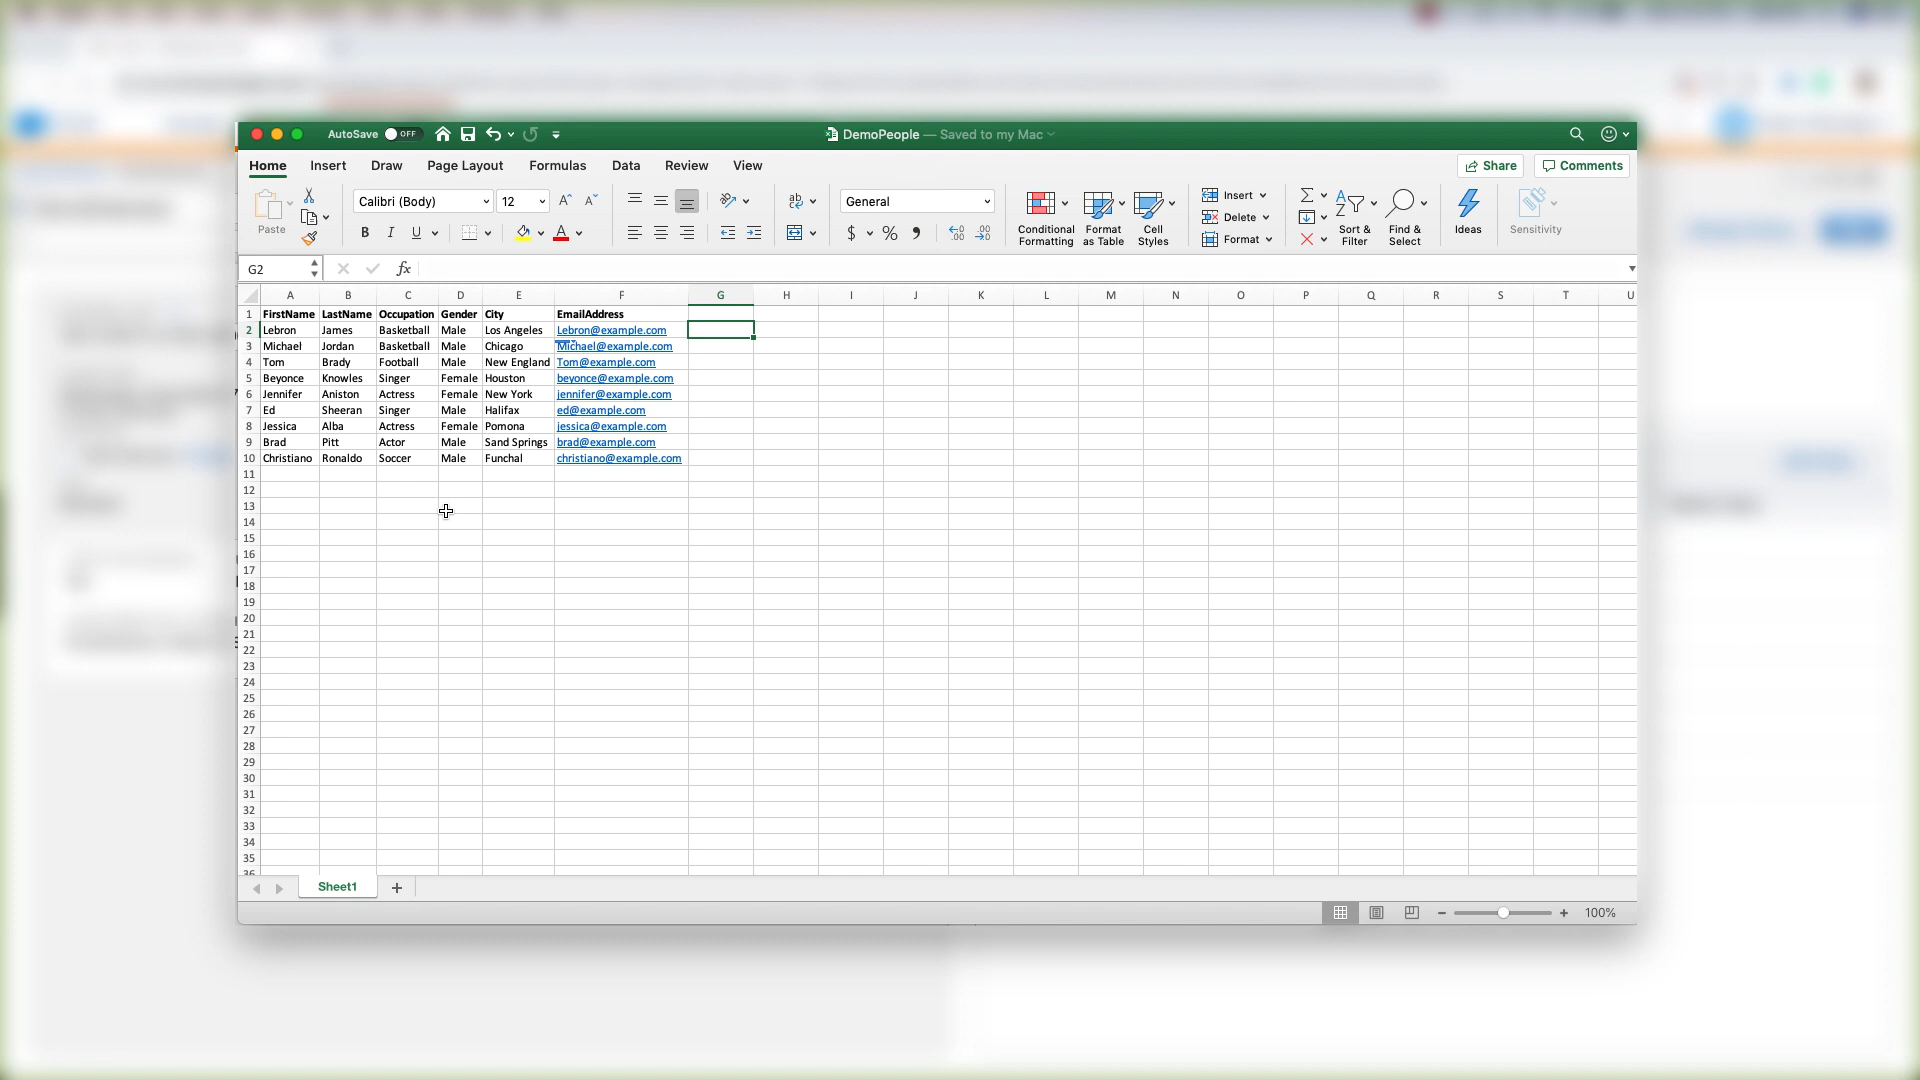 AutoSave OFF DemoPeople — Saved to my Mac
Home Insert Draw Page Layout Formulas Data Review View Share Comments
Paste Calibri (Body) 12 General Conditional Formatting Format as Table Cell Styles Insert Delete Format Sort & Filter Find & Select Ideas Sensitivity
B I U A $ %
G2 fx
A B C D E F G H I J K L M N O P Q R S T U
1 FirstName LastName Occupation Gender City EmailAddress
2 Lebron James Basketball Male Los Angeles Lebron@example.com
3 Michael Jordan Basketball Male Chicago Michael@example.com
4 Tom Brady Football Male New England Tom@example.com
5 Beyonce Knowles Singer Female Houston beyonce@example.com
6 Jennifer Aniston Actress Female New York jennifer@example.com
7 Ed Sheeran Singer Male Halifax ed@example.com
8 Jessica Alba Actress Female Pomona jessica@example.com
9 Brad Pitt Actor Male Sand Springs brad@example.com
10 Christiano Ronaldo Soccer Male Funchal christiano@example.com
11
12
13
14
15
16
17
18
19
20
21
22
23
24
25
26
27
28
29
30
31
32
33
34
35
36
Sheet1
100%